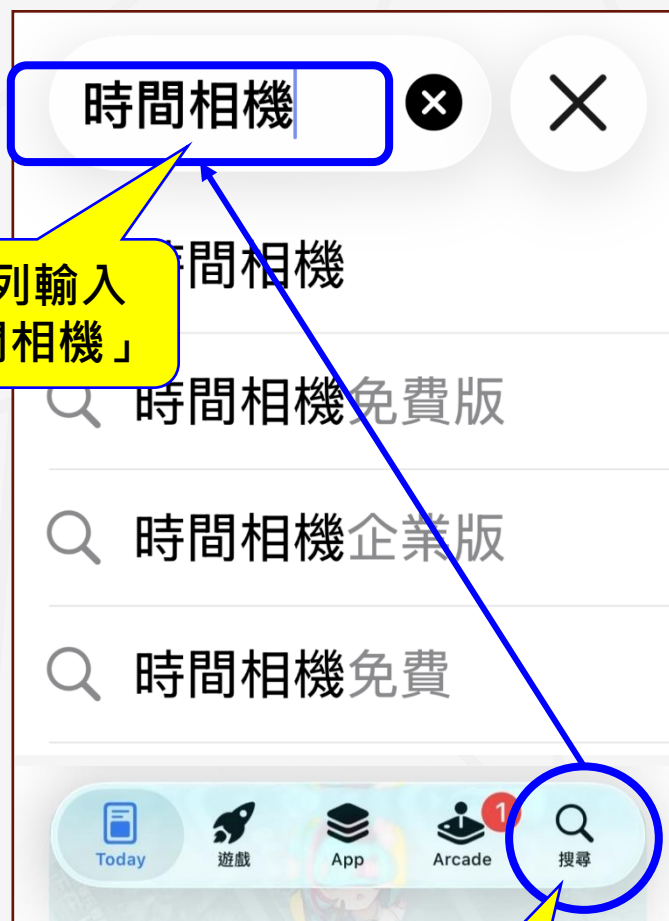 時間相機
時間相機
列輸入
間相機」
時間相機免費版
時間相機企業版
時間相機免費
1
Today
遊戲
App
Arcade
搜尋